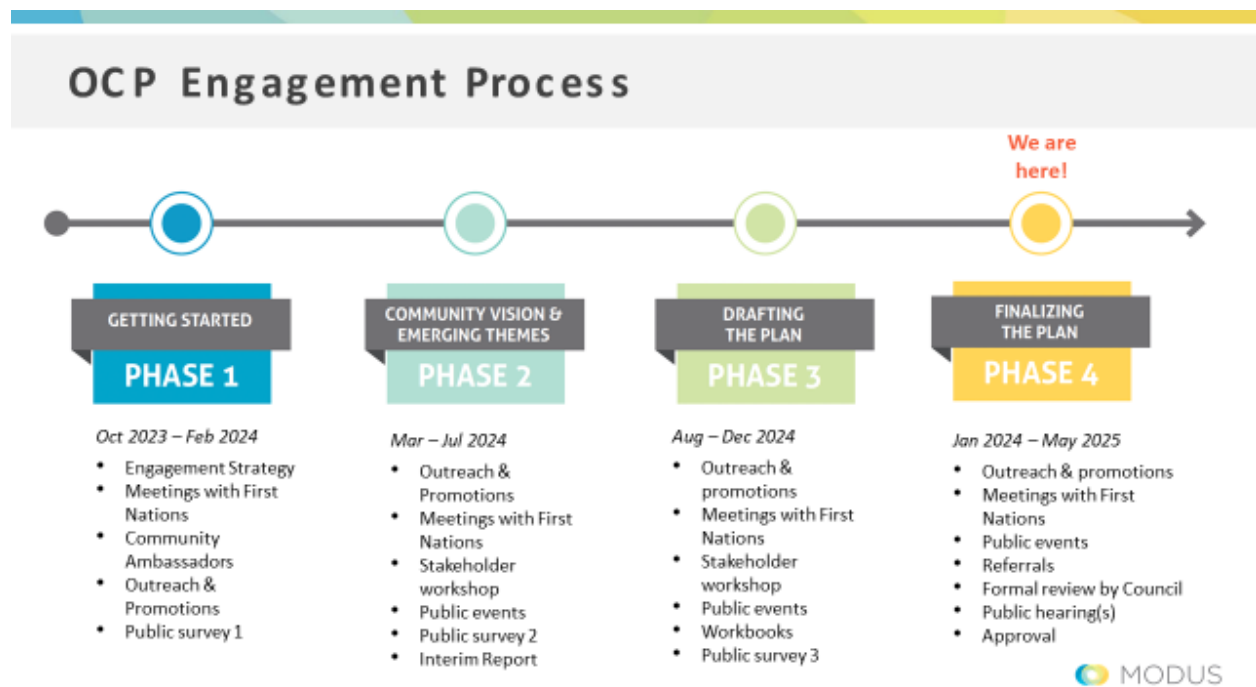 OCP Engagement Process
We are
here!
GETTING STARTED
PHASE 1
Oct 2023 – Feb 2024
• Engagement Strategy
• Meetings with First
Nations
• Community
Ambassadors
• Outreach &
Promotions
• Public survey 1
COMMUNITY VISION &
EMERGING THEMES
PHASE 2
Mar – Jul 2024
• Outreach &
Promotions
• Meetings with First
Nations
• Stakeholder
workshop
• Public events
• Public survey 2
• Interim Report
DRAFTING
THE PLAN
PHASE 3
Aug – Dec 2024
• Outreach &
promotions
• Meetings with First
Nations
• Stakeholder
workshop
• Public events
• Workbooks
• Public survey 3
FINALIZING
THE PLAN
PHASE 4
Jan 2024 – May 2025
• Outreach & promotions
• Meetings with First
Nations
• Public events
• Referrals
• Formal review by Council
• Public hearing(s)
• Approval
MODUS